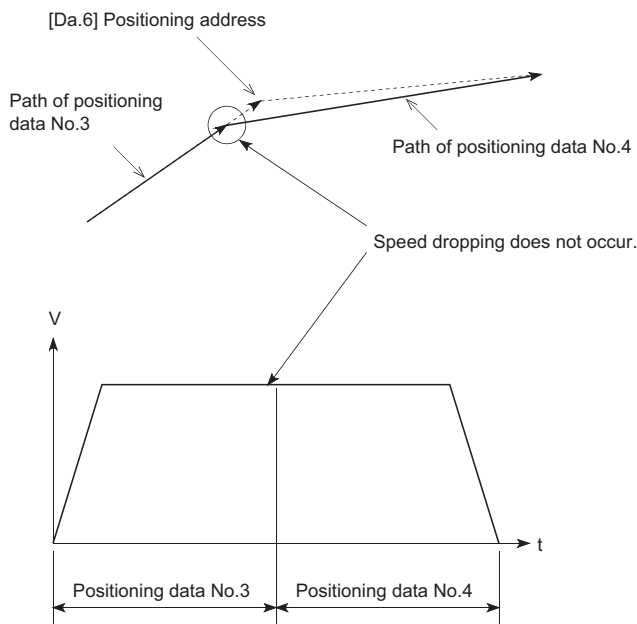 [Da.6] Positioning address
Path of positioning
data No.3
Path of positioning data No.4
Speed dropping does not occur.
V
t
Positioning data No.3
Positioning data No.4